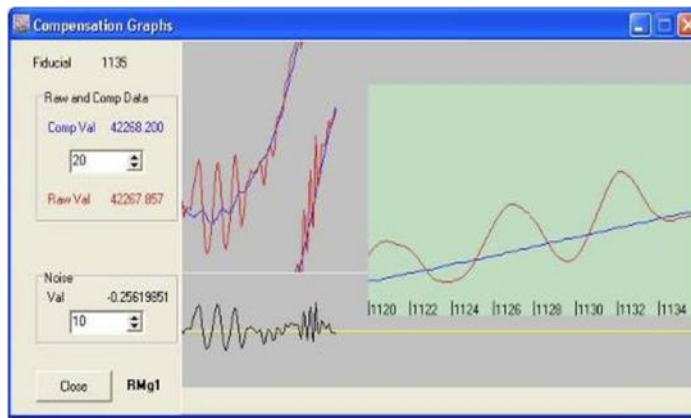 Compensation Graphs
Fiducial 1135
Raw and Comp Data
Comp Val 42268.200
20
Raw Val 42267.857
Noise
Val -0.25619851
10
Close RMg1
|1120 |1122 |1124 |1126 |1128 |1130 |1132 |1134